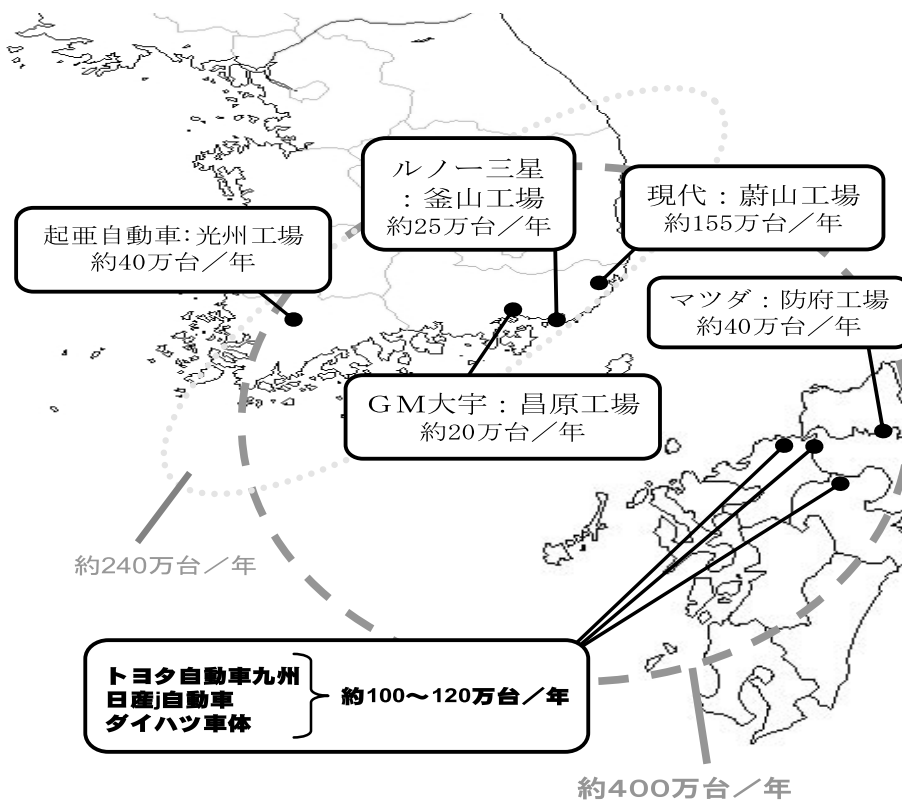 ルノー三星
：釜山工場
約25万台／年
現代：蔚山工場
約155万台／年
起亜自動車：光州工場
約40万台／年
マツダ：防府工場
約40万台／年
ＧＭ大宇：昌原工場
約20万台／年
約240万台／年
トヨタ自動車九州
日産j自動車
ダイハツ車体
約100～120万台／年
約400万台／年